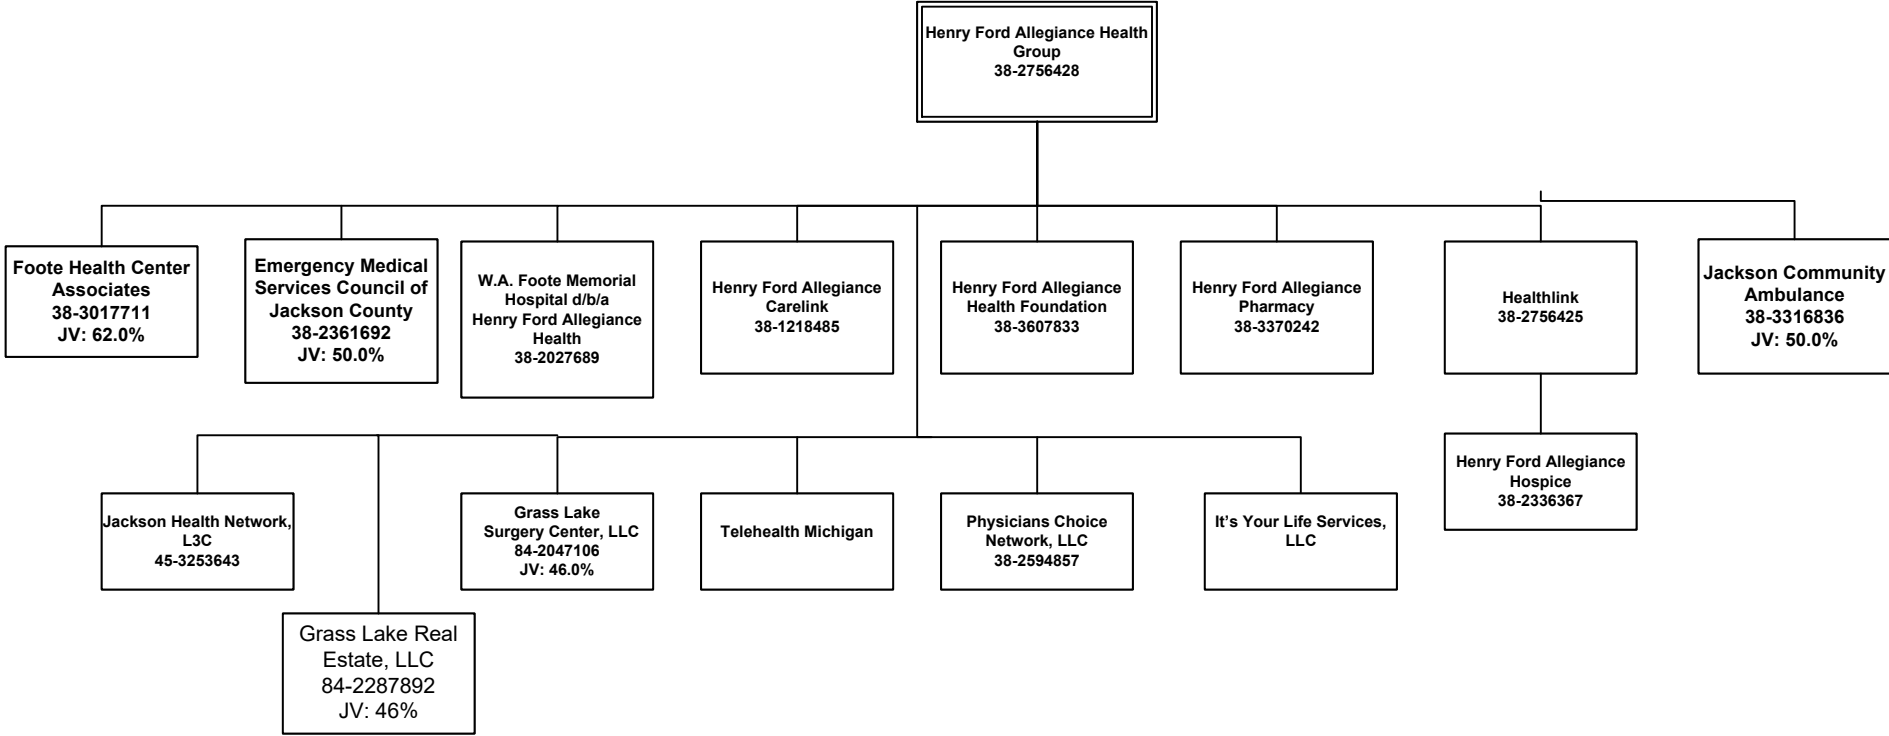 Henry Ford Allegiance Health
Group
38-2756428
Foote Health Center
Associates
38-3017711
JV: 62.0%
Emergency Medical
Services Council of
Jackson County
38-2361692
JV: 50.0%
W.A. Foote Memorial
Hospital d/b/a
Henry Ford Allegiance
Health
38-2027689
Henry Ford Allegiance
Carelink
38-1218485
Henry Ford Allegiance
Health Foundation
38-3607833
Henry Ford Allegiance
Pharmacy
38-3370242
Healthlink
38-2756425
Jackson Community
Ambulance
38-3316836
JV: 50.0%
Jackson Health Network,
L3C
45-3253643
Grass Lake
Surgery Center, LLC
84-2047106
JV: 46.0%
Telehealth Michigan
Physicians Choice
Network, LLC
38-2594857
It's Your Life Services,
LLC
Henry Ford Allegiance
Hospice
38-2336367
Grass Lake Real
Estate, LLC
84-2287892
JV: 46%